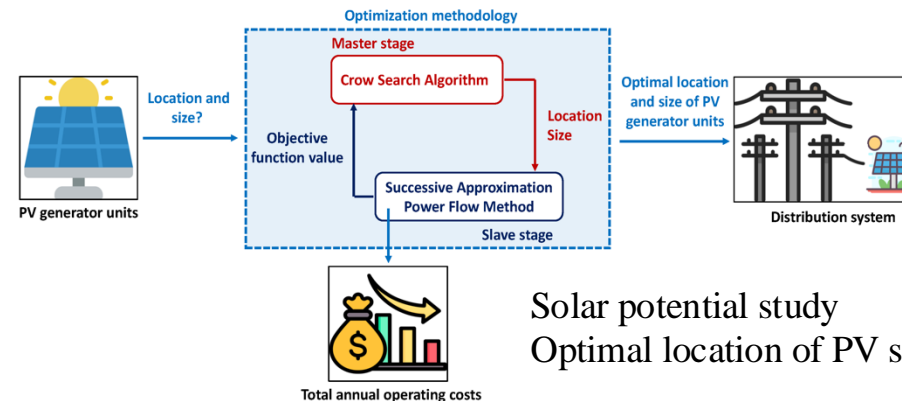 Optimization methodology
Master stage
Crow Search Algorithm
Location and
size?
Objective
function value
Location
Size
Optimal location
and size of PV
generator units
Successive Approximation
Power Flow Method
Slave stage
PV generator units
Distribution system
$
Total annual operating costs
Solar potential study
Optimal location of PV s